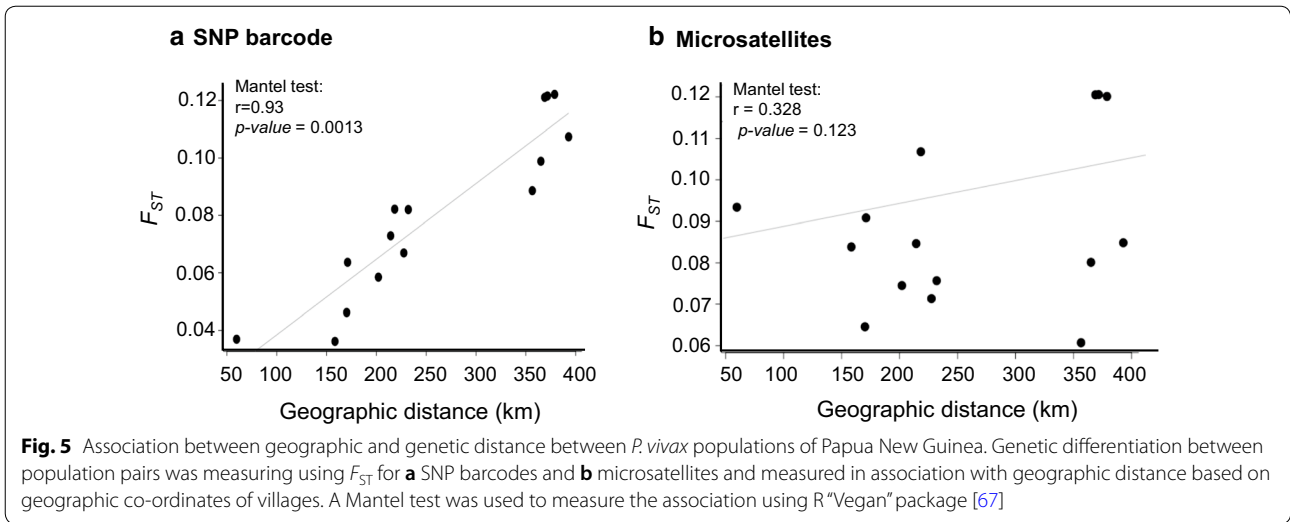 a SNP barcode
Mantel test:
r=0.93
p-value = 0.0013
0.12
0.10
0.08
0.06
0.04
F_ST
50 100 150 200 250 300 350 400
Geographic distance (km)
b Microsatellites
Mantel test:
r = 0.328
p-value = 0.123
0.12
0.11
0.10
0.09
0.08
0.07
0.06
F_ST
50 100 150 200 250 300 350 400
Geographic distance (km)
Fig. 5 Association between geographic and genetic distance between P. vivax populations of Papua New Guinea. Genetic differentiation between
population pairs was measuring using F_ST for a SNP barcodes and b microsatellites and measured in association with geographic distance based on
geographic co-ordinates of villages. A Mantel test was used to measure the association using R “Vegan” package [67]